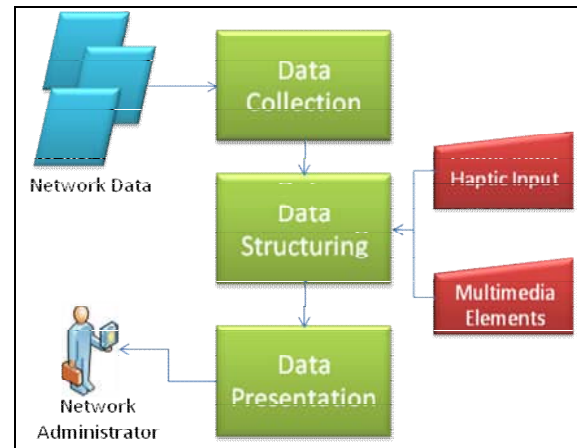 Data
Collection
Network Data
Data
Structuring
Haptic Input
Multimedia
Elements
Data
Presentation
Network
Administrator